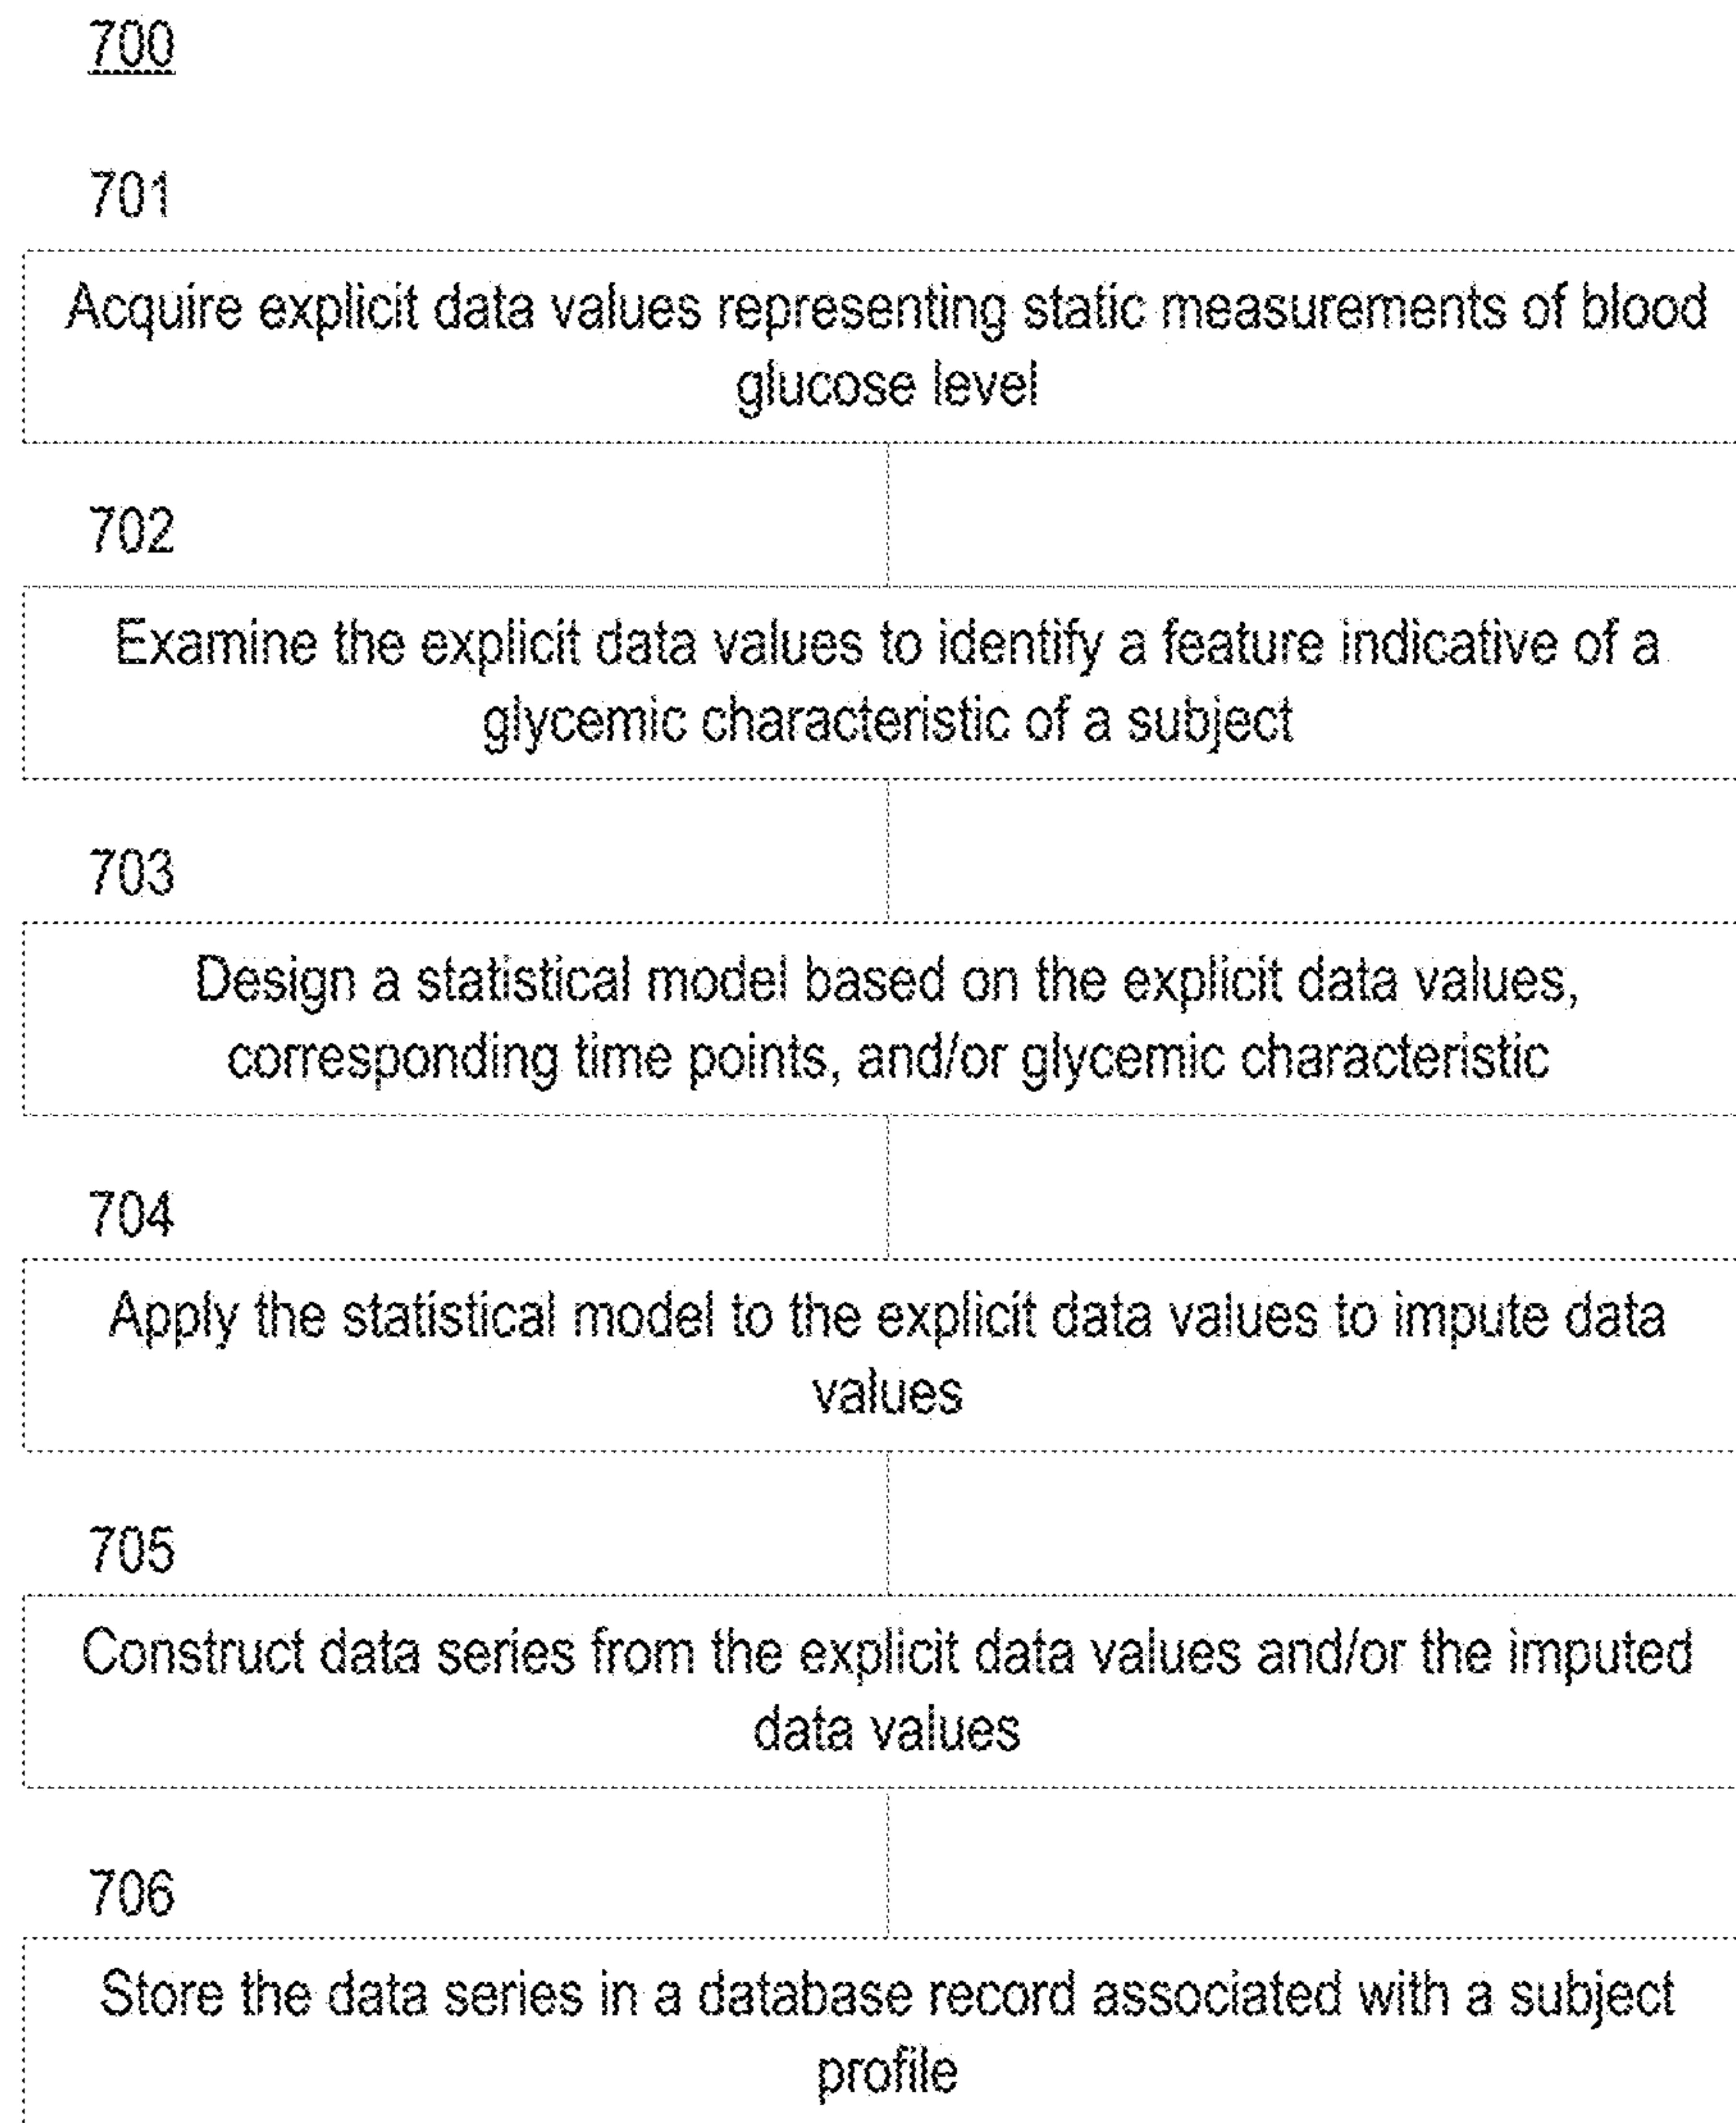 700
701
Acquire explicit data values representing static measurements of blood
glucose level
702
Examine the explicit data values to identify a feature indicative of a
glycemic characteristic of a subject
703
Design a statistical model based on the explicit data values,
corresponding time points, and/or glycemic characteristic
704
Apply the statistical model to the explicit data values to impute data
values
705
Construct data series from the explicit data values and/or the imputed
data values
706
Store the data series in a database record associated with a subject
profile